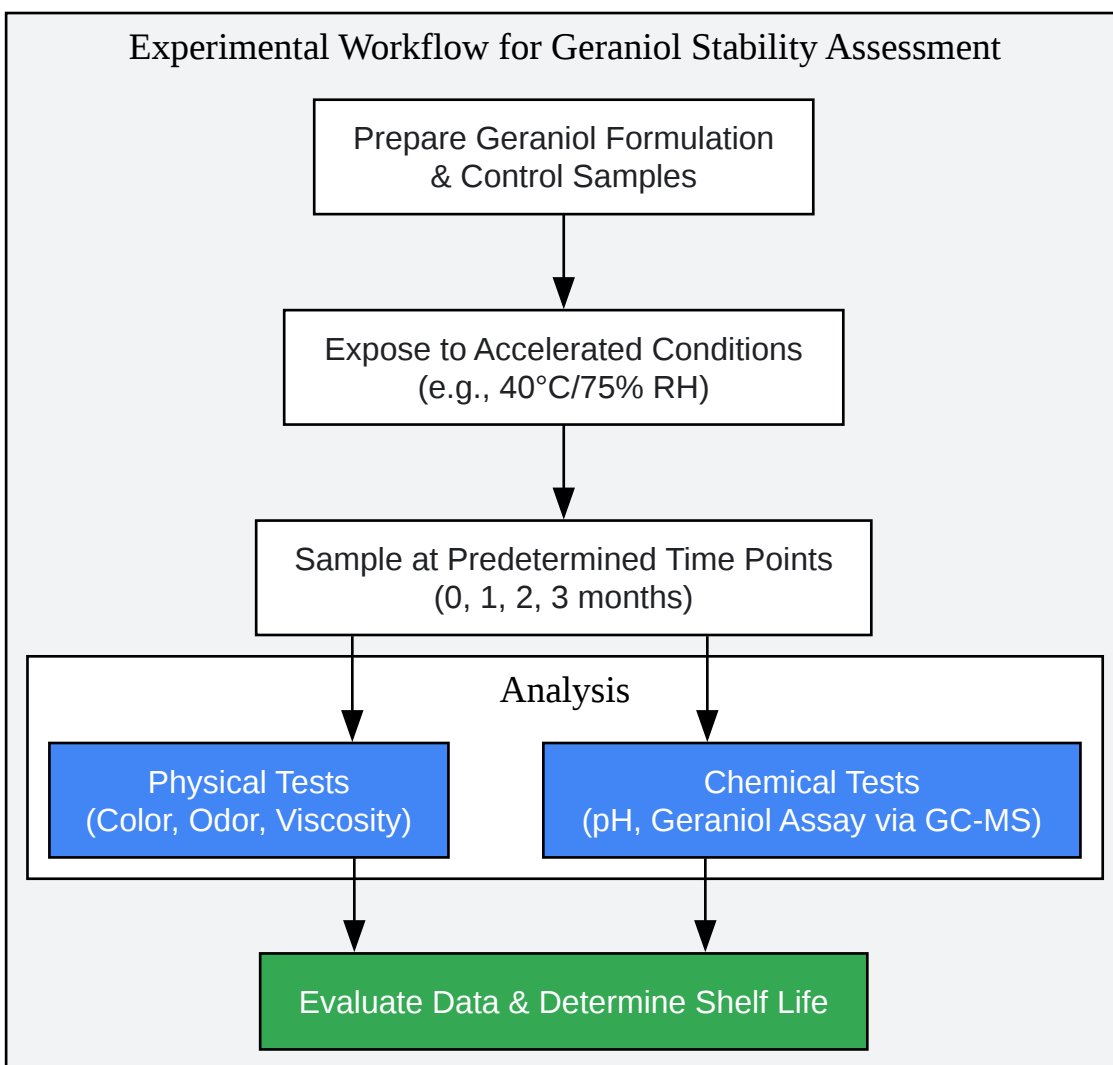 Experimental Workflow for Geraniol Stability Assessment
Prepare Geraniol Formulation
& Control Samples
Expose to Accelerated Conditions
(e.g., 40°C/75% RH)
Sample at Predetermined Time Points
(0, 1, 2, 3 months)
Analysis
Physical Tests
(Color, Odor, Viscosity)
Chemical Tests
(pH, Geraniol Assay via GC-MS)
Evaluate Data & Determine Shelf Life